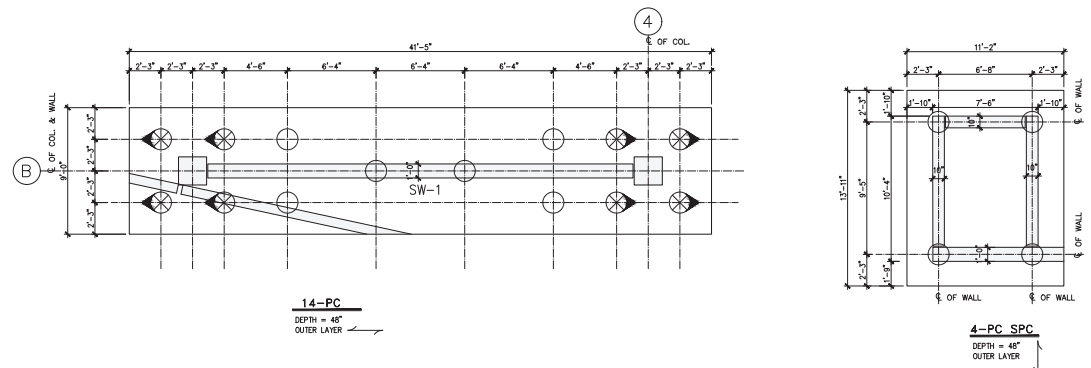 4
℄ OF COL.
41'-5"
2'-3" 2'-3" 2'-3" 4'-6" 6'-4" 6'-4" 6'-4" 4'-6" 2'-3" 2'-3" 2'-3"
℄ OF COL. & WALL
9'-0"
2'-3"
2'-3"
2'-3"
2'-3"
B
1'-0"
SW-1
14-PC
DEPTH = 48"
OUTER LAYER
11'-2"
2'-3" 6'-8" 2'-3"
1'-10" 7'-6" 1'-10"
13'-11"
2'-3"
9'-5"
2'-3"
1'-10"
10'-4"
1'-9"
10"
10"
10"
1'-0"
℄ OF WALL
℄ OF WALL
℄ OF WALL
℄ OF WALL
4-PC SPC
DEPTH = 48"
OUTER LAYER